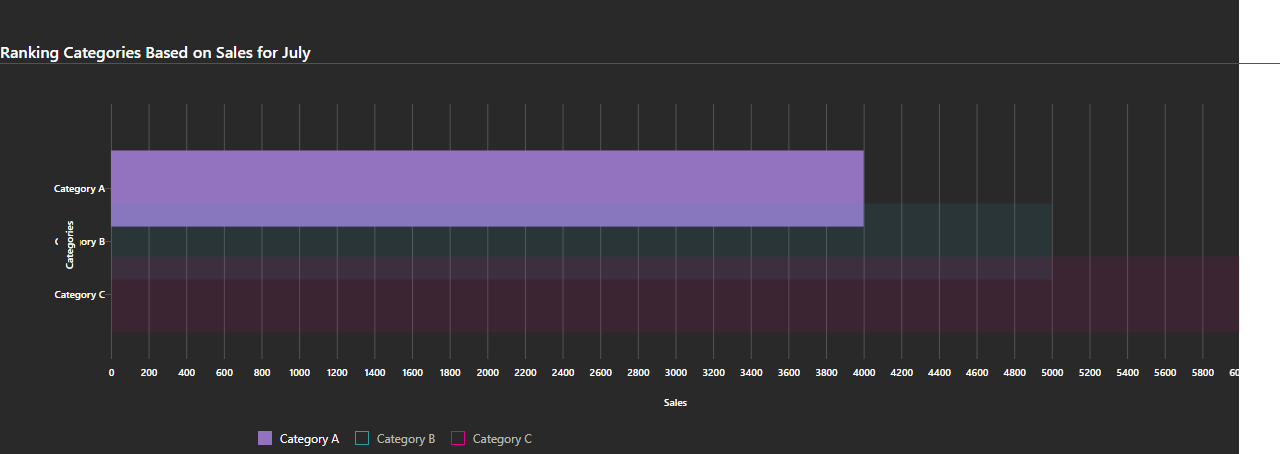 Ranking Categories Based on Sales for July
Category A
Categories
Category C
0 200 400 600 800 1000 1200 1400 1600 1800 2000 2200 2400 2600 2800 3000 3200 3400 3600 3800 4000 4200 4400 4600 4800 5000 5200 5400 5600 5800
Sales
Category A Category B Category C